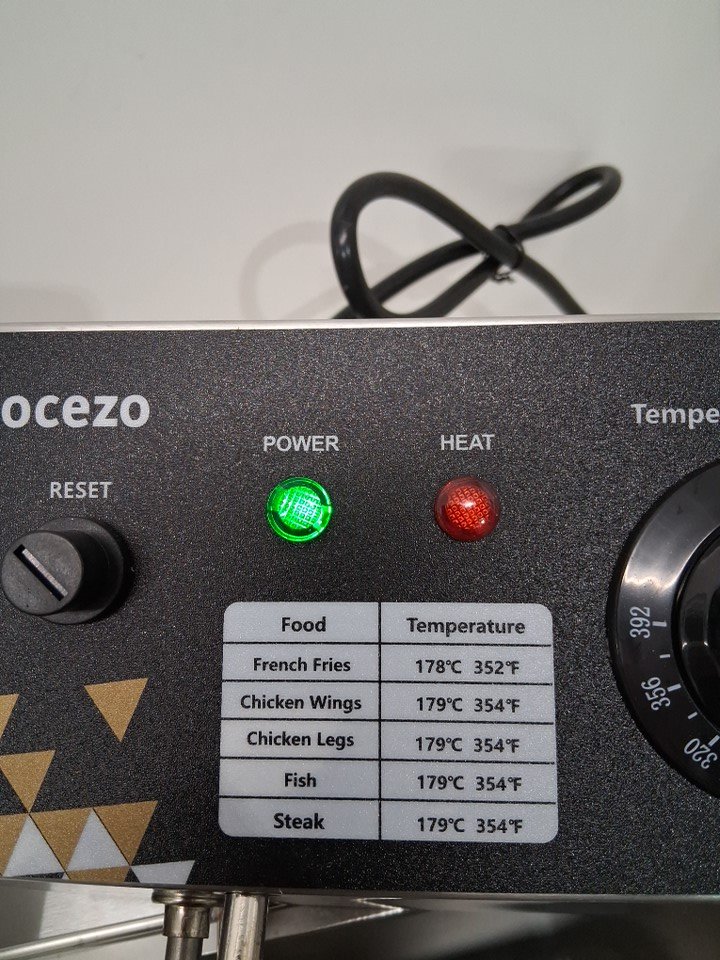 ocezo
Tempe
POWER
HEAT
RESET
Food Temperature
French Fries 178°C 352°F
Chicken Wings 179°C 354°F
Chicken Legs 179°C 354°F
Fish 179°C 354°F
Steak 179°C 354°F
392
356
320